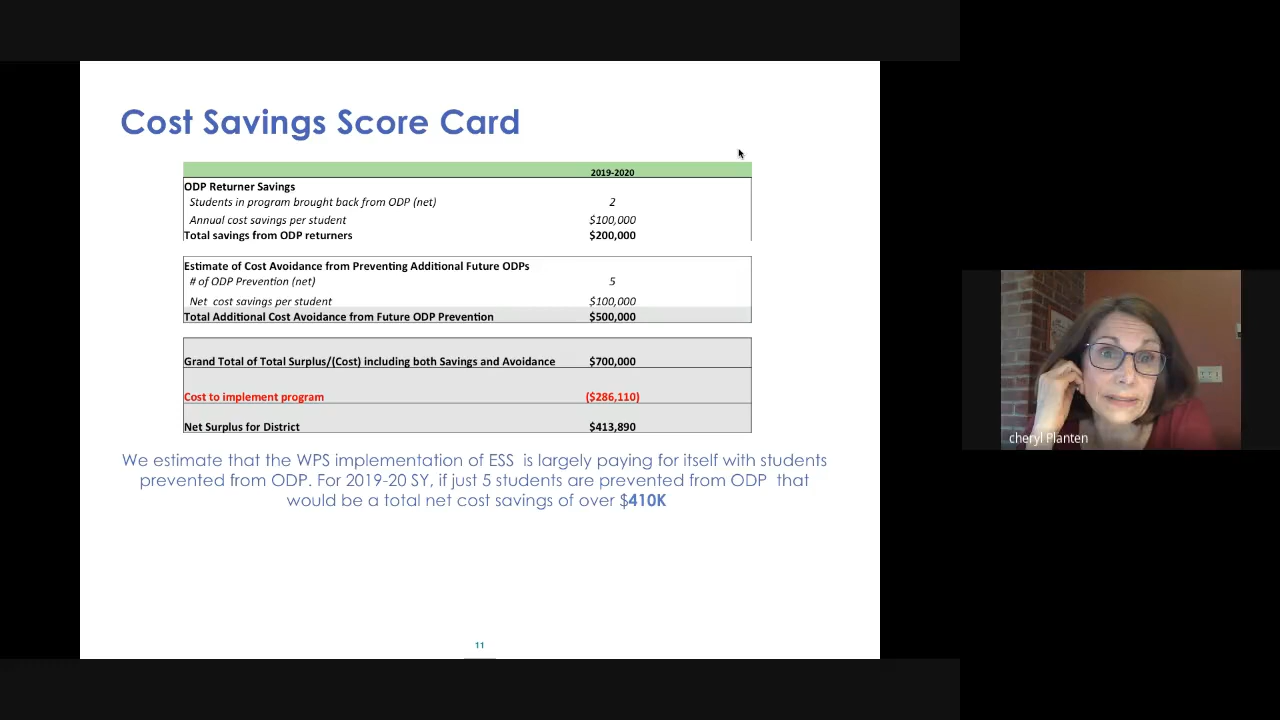 Cost Savings Score Card
2019-2020
ODP Returner Savings
Students in program brought back from ODP (net) 2
Annual cost savings per student $100,000
Total savings from ODP returners $200,000
Estimate of Cost Avoidance from Preventing Additional Future ODPs
# of ODP Prevention (net) 5
Net cost savings per student $100,000
Total Additional Cost Avoidance from Future ODP Prevention $500,000
Grand Total of Total Surplus/(Cost) including both Savings and Avoidance $700,000
Cost to implement program ($286,110)
Net Surplus for District $413,890
We estimate that the WPS implementation of ESS is largely paying for itself with students
prevented from ODP. For 2019-20 SY, if just 5 students are prevented from ODP that
would be a total net cost savings of over $410K
11
cheryl Planten